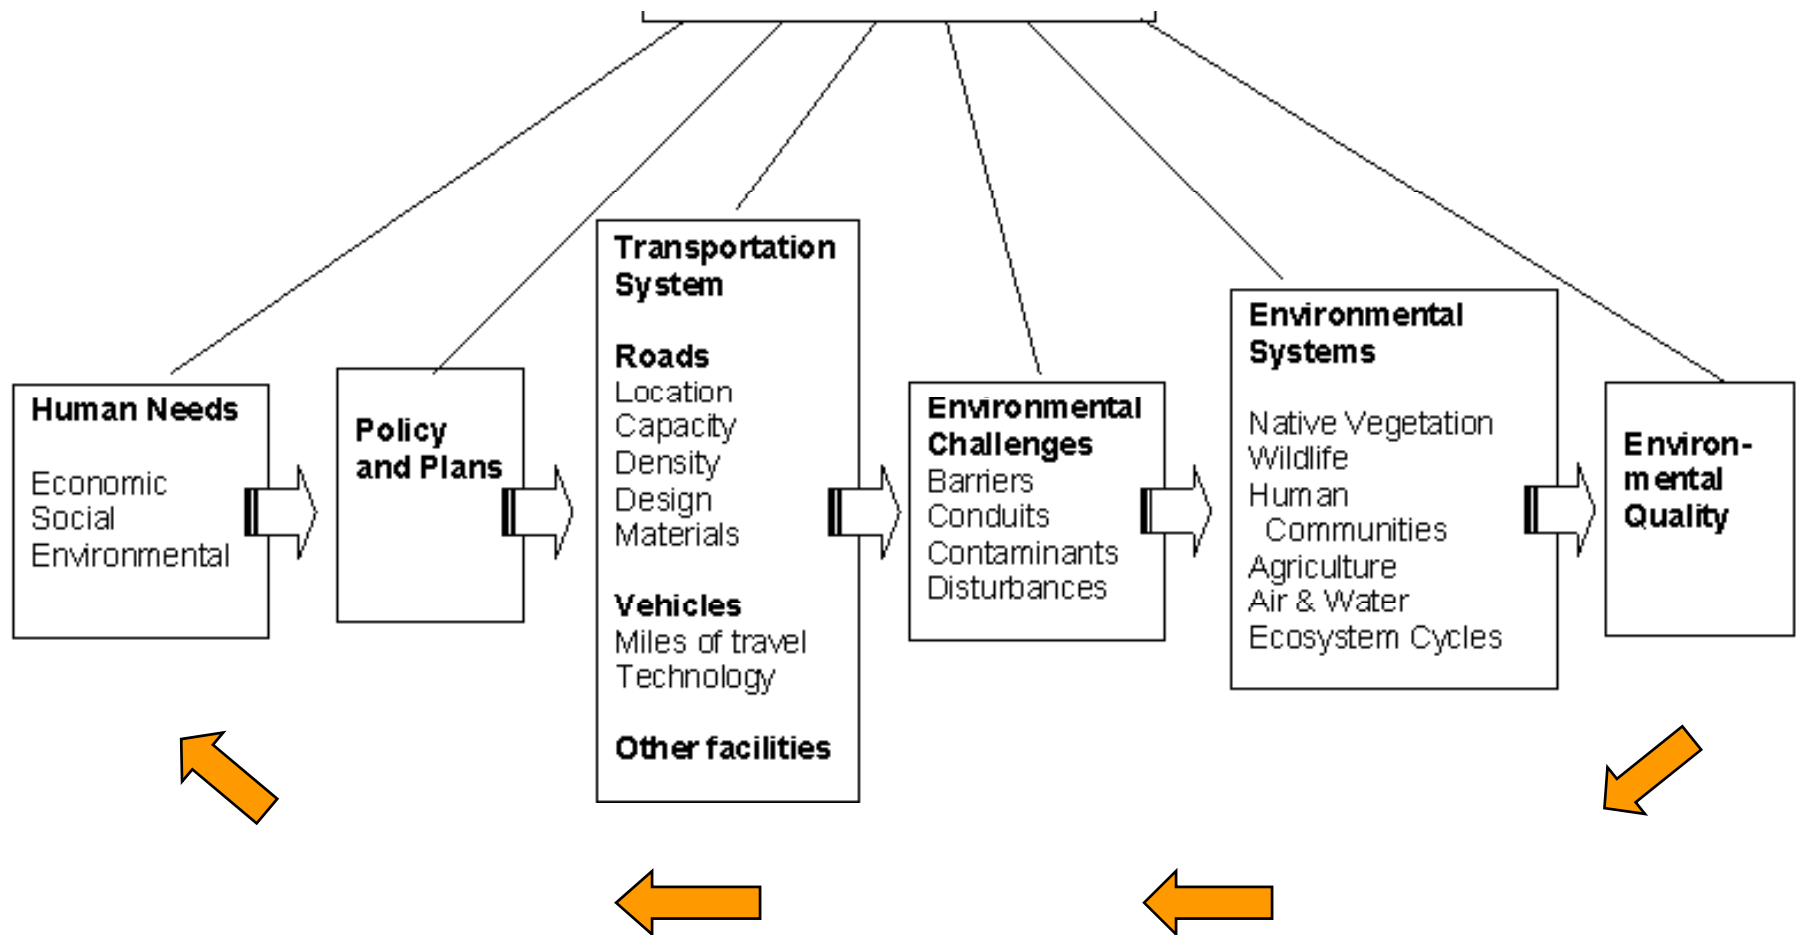 Human Needs
Economic
Social
Environmental
Policy
and Plans
Transportation
System
Roads
Location
Capacity
Density
Design
Materials
Vehicles
Miles of travel
Technology
Other facilities
Environmental
Challenges
Barriers
Conduits
Contaminants
Disturbances
Environmental
Systems
Native Vegetation
Wildlife
Human
Communities
Agriculture
Air & Water
Ecosystem Cycles
Environ-
mental
Quality